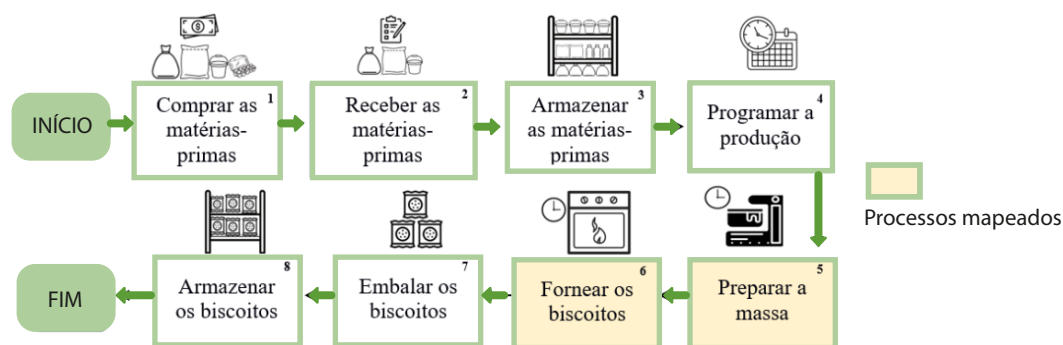 INÍCIO
Comprar as 1
matérias-
primas
Receber as 2
matérias-
primas
Armazenar 3
as matérias-
primas
Programar a 4
produção
Processos mapeados
Preparar a 5
massa
Fornear os 6
biscoitos
Embalar os 7
biscoitos
Armazenar 8
os biscoitos
FIM